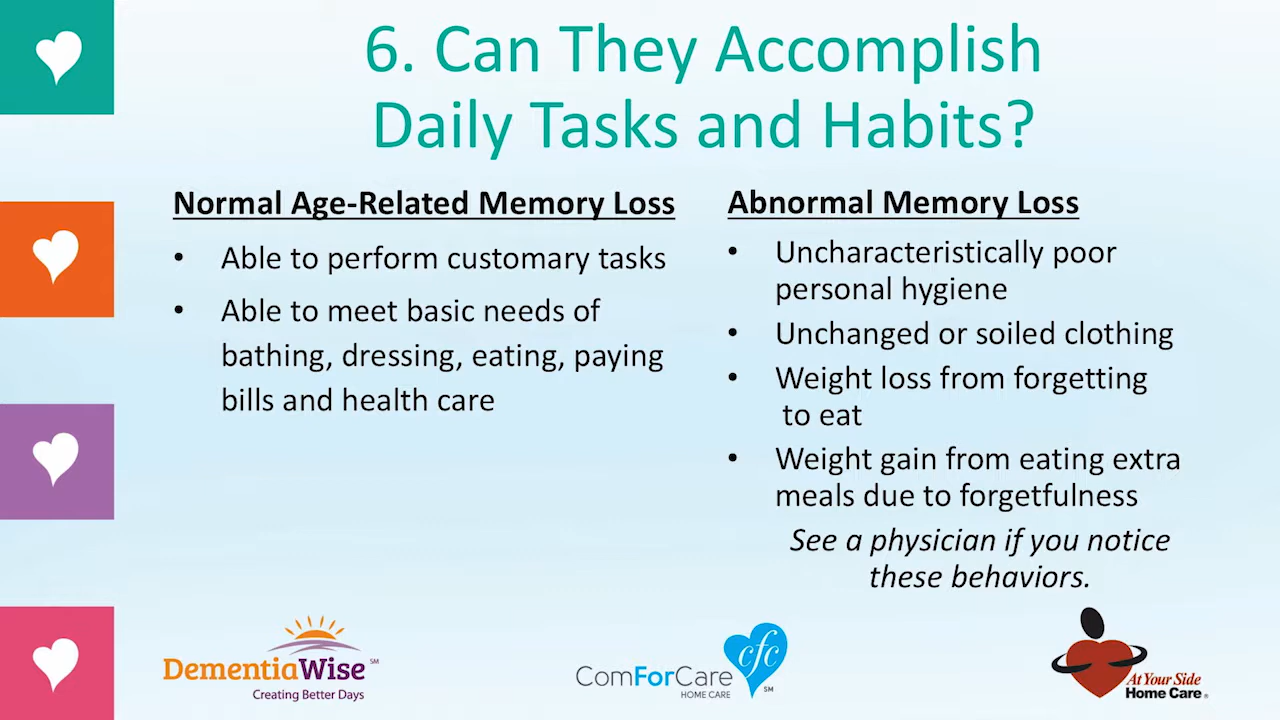 6. Can They Accomplish
Daily Tasks and Habits?
Normal Age-Related Memory Loss
• Able to perform customary tasks
• Able to meet basic needs of
bathing, dressing, eating, paying
bills and health care
Abnormal Memory Loss
• Uncharacteristically poor
personal hygiene
• Unchanged or soiled clothing
• Weight loss from forgetting
to eat
• Weight gain from eating extra
meals due to forgetfulness
See a physician if you notice
these behaviors.
DementiaWise SM
Creating Better Days
ComForCare
HOME CARE
cfc
SM
At Your Side
Home Care®